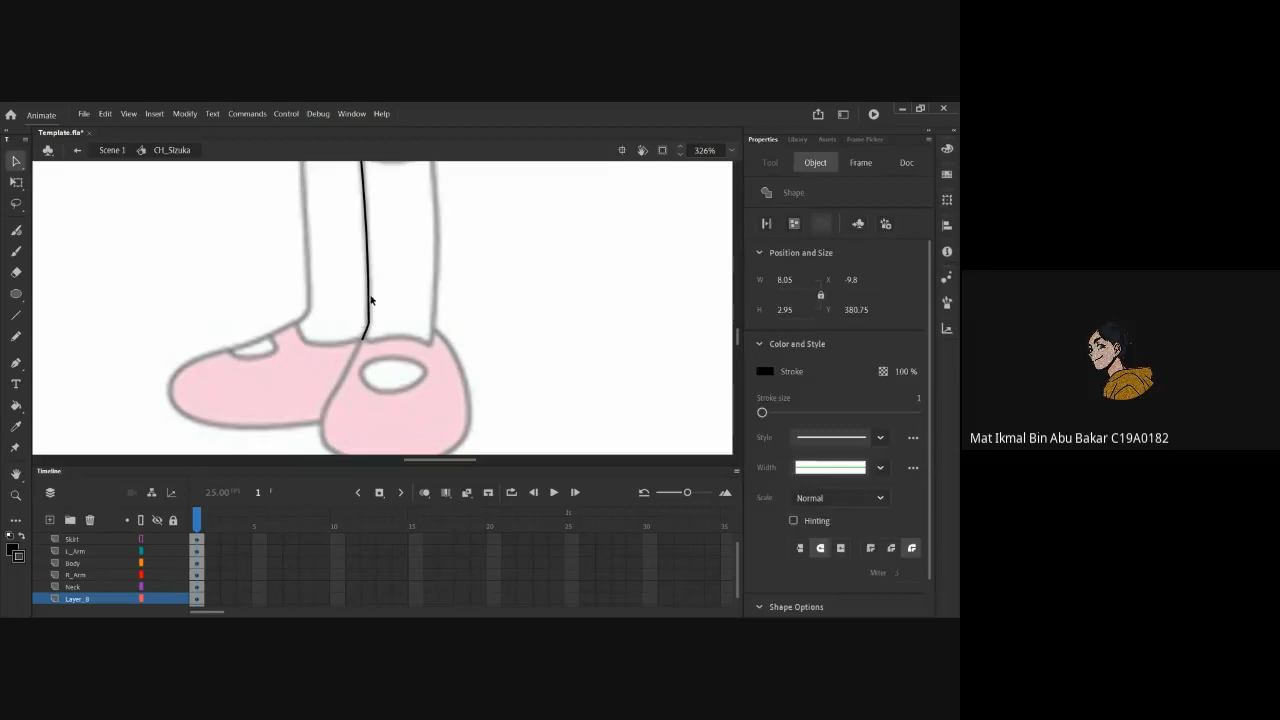 Animate File Edit View Insert Modify Text Commands Control Debug Window Help
Template.fla*
Scene 1 CH_Sizuka 326%
Properties Library Assets Frame Picker
Tool Object Frame Doc
Shape
Position and Size
W 8.05 X -9.8
H 2.95 Y 380.75
Color and Style
Stroke 100 %
Stroke size 1
Style
Width
Scale Normal
Hinting
Miter 5
Shape Options
Timeline
25.00 FPS 1 F
1s
5 10 15 20 25 30 35
Skirt
L_Arm
Body
R_Arm
Neck
Layer_8
Mat Ikmal Bin Abu Bakar C19A0182